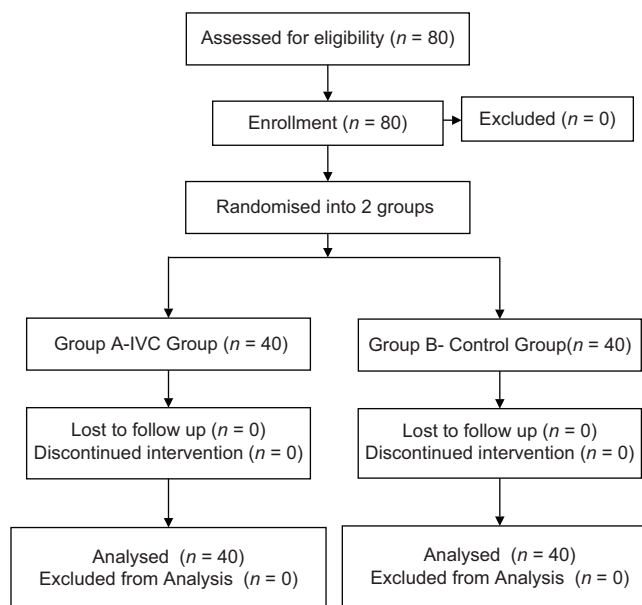 Assessed for eligibility (n = 80)
Enrollment (n = 80)
Excluded (n = 0)
Randomised into 2 groups
Group A-IVC Group (n = 40)
Group B- Control Group(n = 40)
Lost to follow up (n = 0)
Discontinued intervention (n = 0)
Lost to follow up (n = 0)
Discontinued intervention (n = 0)
Analysed (n = 40)
Excluded from Analysis (n = 0)
Analysed (n = 40)
Excluded from Analysis (n = 0)